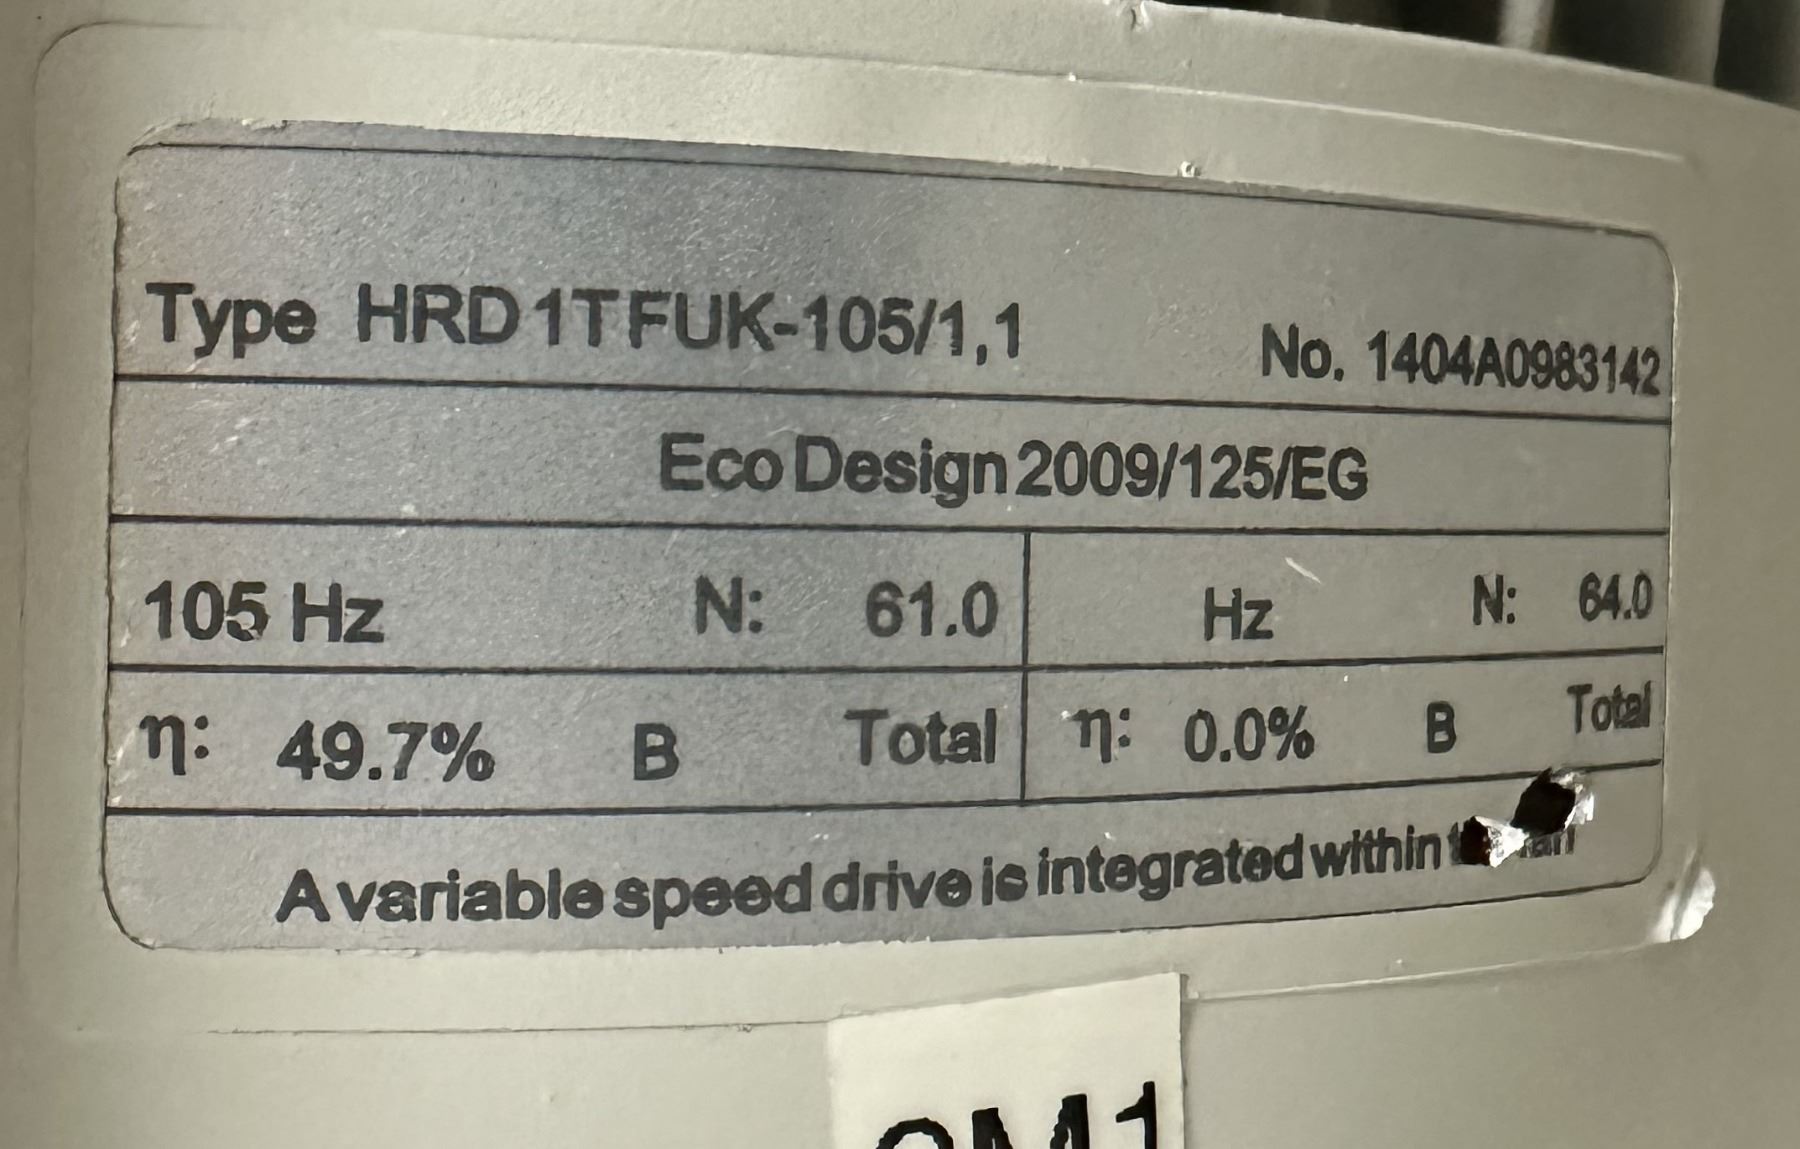 Type HRD 1T FUK-105/1,1 No. 1404A0983142
Eco Design 2009/125/EG
105 Hz N: 61.0 Hz N: 64.0
η: 49.7% B Total η: 0.0% B Total
A variable speed drive is integrated within